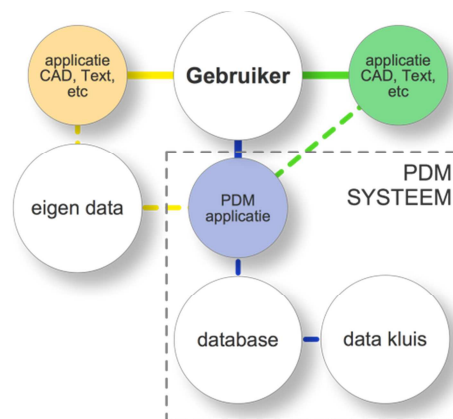 applicatie
CAD, Text,
etc
Gebruiker
applicatie
CAD, Text,
etc
PDM
SYSTEEM
eigen data
PDM
applicatie
database
data kluis